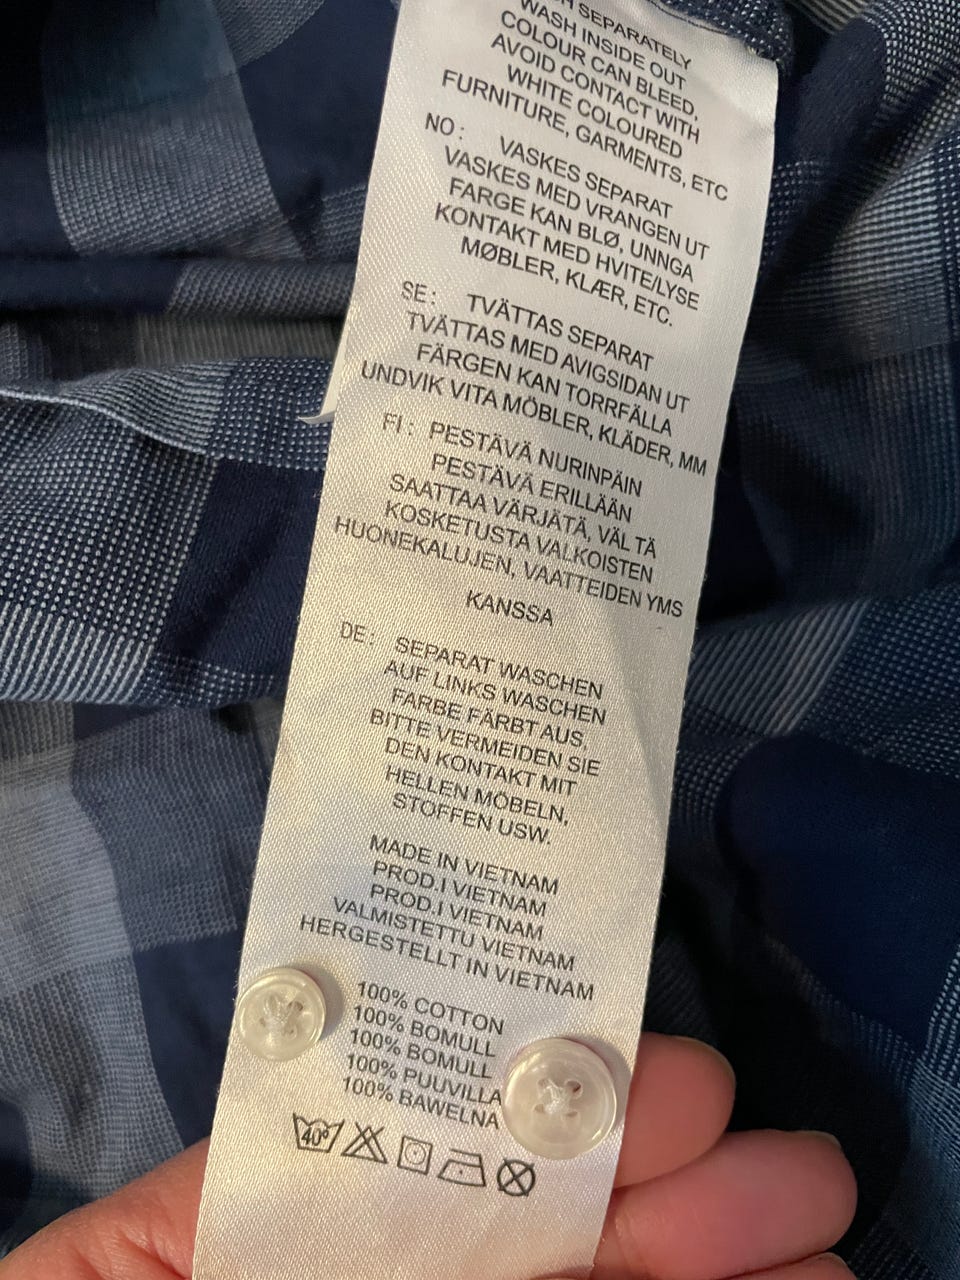 SEPARATELY
WASH INSIDE OUT
COLOUR CAN BLEED,
AVOID CONTACT WITH
WHITE COLOURED
FURNITURE, GARMENTS, ETC
NO: VASKES SEPARAT
VASKES MED VRANGEN UT
FARGE KAN BLØ, UNNGA
KONTAKT MED HVITE/LYSE
MØBLER, KLÆR, ETC.
SE: TVÄTTAS SEPARAT
TVÄTTAS MED AVIGSIDAN UT
FÄRGEN KAN TORRFÄLLA
UNDVIK VITA MÖBLER, KLÄDER, MM
FI: PESTÄVÄ NURINPÄIN
PESTÄVÄ ERILLÄÄN
SAATTAA VÄRJÄTÄ, VÄL TÄ
KOSKETUSTA VALKOISTEN
HUONEKALUJEN, VAATTEIDEN YMS
KANSSA
DE: SEPARAT WASCHEN
AUF LINKS WASCHEN
FARBE FÄRBT AUS,
BITTE VERMEIDEN SIE
DEN KONTAKT MIT
HELLEN MÖBELN,
STOFFEN USW.
MADE IN VIETNAM
PROD.I VIETNAM
PROD.I VIETNAM
VALMISTETTU VIETNAM
HERGESTELLT IN VIETNAM
100% COTTON
100% BOMULL
100% BOMULL
100% PUUVILLA
100% BAWELNA
40°